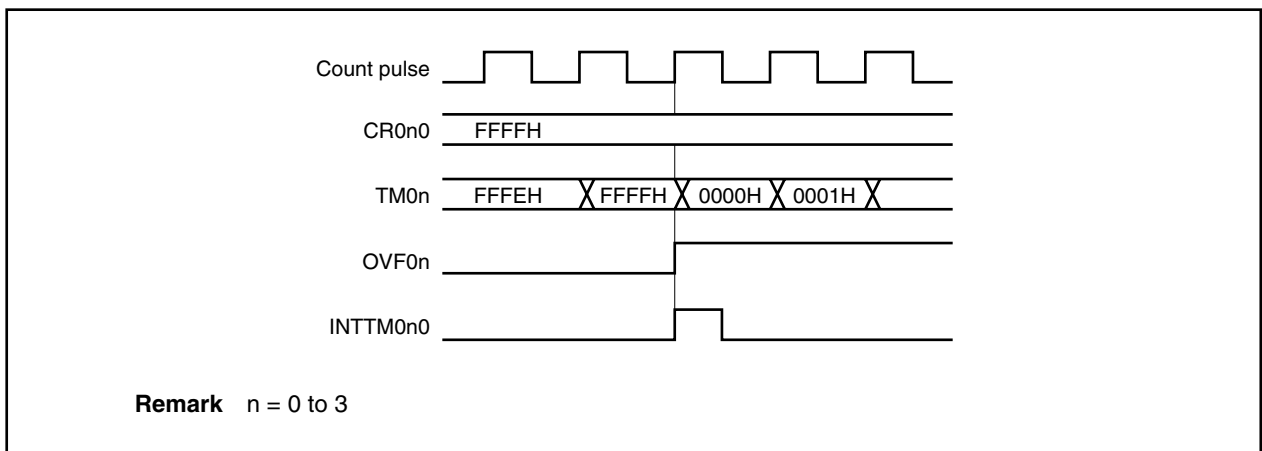 Count pulse
CR0n0 FFFFH
TM0n FFFEH FFFFH 0000H 0001H
OVF0n
INTTM0n0
Remark n = 0 to 3